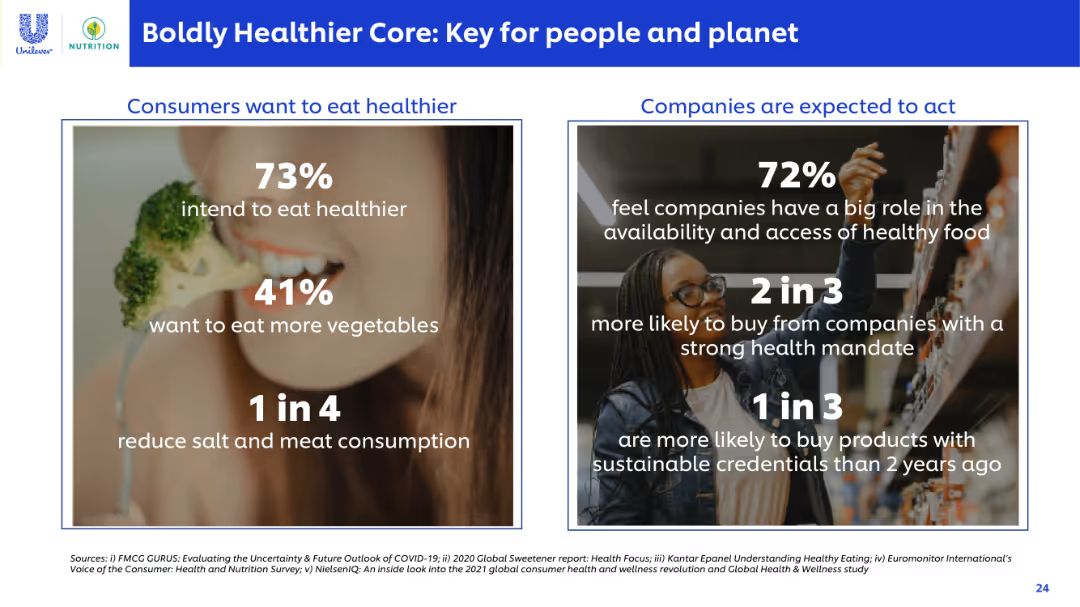 Unilever
NUTRITION
Boldly Healthier Core: Key for people and planet
Consumers want to eat healthier
73%
intend to eat healthier
41%
want to eat more vegetables
1 in 4
reduce salt and meat consumption
Companies are expected to act
72%
feel companies have a big role in the
availability and access of healthy food
2 in 3
more likely to buy from companies with a
strong health mandate
1 in 3
are more likely to buy products with
sustainable credentials than 2 years ago
Sources: i) FMCG GURUS: Evaluating the Uncertainty & Future Outlook of COVID-19; ii) 2020 Global Sweetener report: Health Focus; iii) Kantar Epanel Understanding Healthy Eating; iv) Euromonitor International's
Voice of the Consumer: Health and Nutrition Survey; v) NielsenIQ: An inside look into the 2021 global consumer health and wellness revolution and Global Health & Wellness study
24